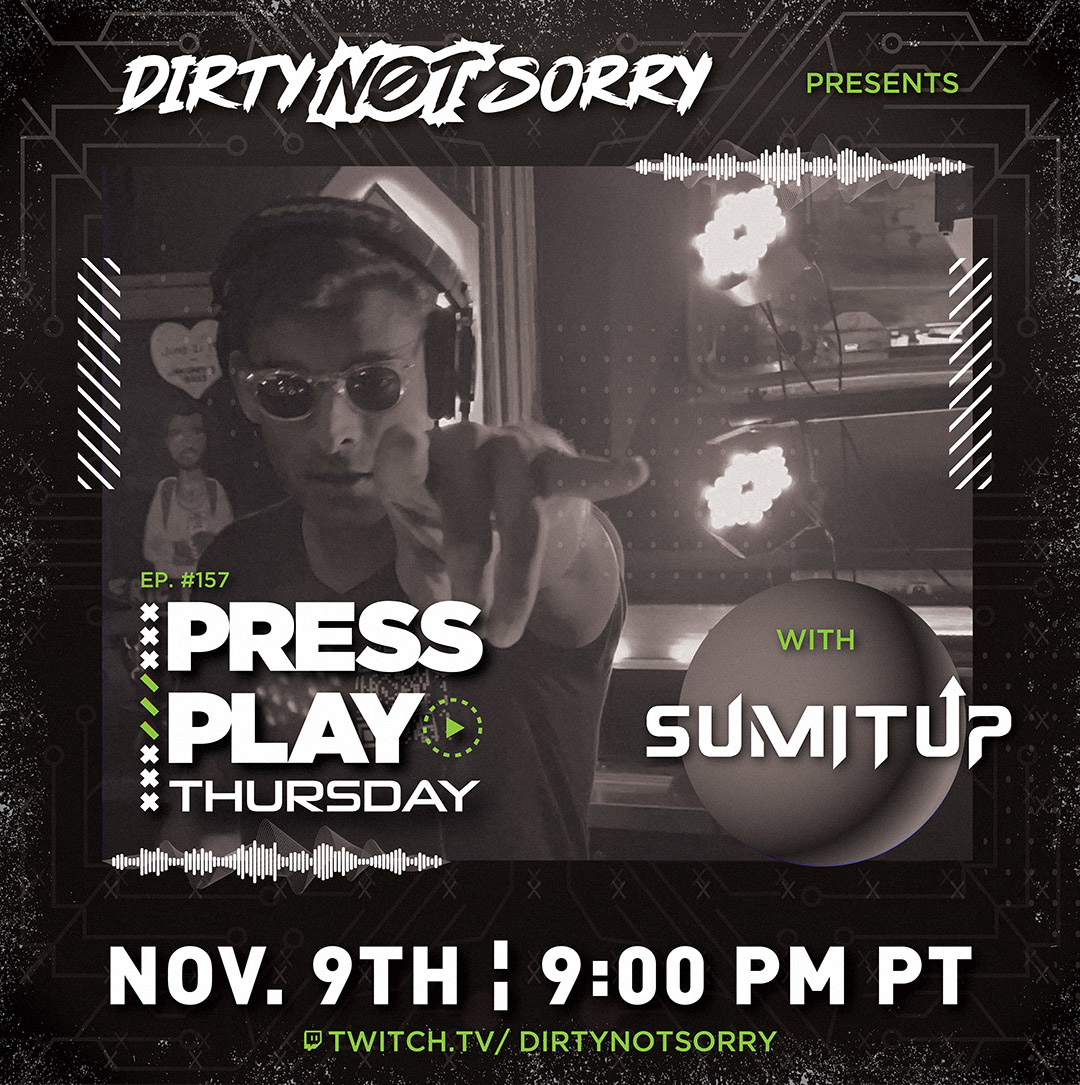 DIRTY NOT SORRY
PRESENTS
EP. #157
PRESS
PLAY
THURSDAY
WITH
SUMITUP
NOV. 9TH ¦ 9:00 PM PT
TWITCH.TV/ DIRTYNOTSORRY